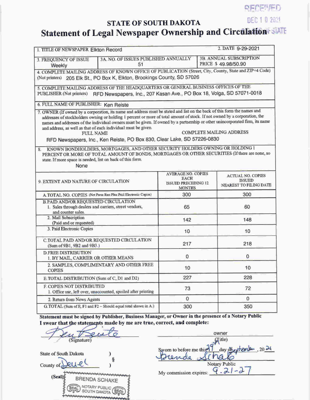 RECEIVED
DEC 10 2021
STATE OF SOUTH DAKOTA
Statement of Legal Newspaper Ownership and Circulation
1. TITLE OF NEWSPAPER Elkton Record
2. DATE 9-29-2021
3. FREQUENCY OF ISSUE
Weekly
3A. NO. OF ISSUES PUBLISHED ANNUALLY
51
3B. ANNUAL SUBSCRIPTION
PRICE $ 49.98/50.90
4. COMPLETE MAILING ADDRESS OF KNOWN OFFICE OF PUBLICATION (Street, City, County, State and ZIP+4 Code)
(Not printers) 205 Elk St., PO Box K, Elkton, Brookings County, SD 57026
5. COMPLETE MAILING ADDRESS OF THE HEADQUARTERS OR GENERAL BUSINESS OFFICES OF THE
PUBLISHER (Not printers) RFD Newspapers, Inc., 207 Kasan Ave., PO Box 18, Volga, SD 57071-0018
6. FULL NAME OF PUBLISHER: Ken Reiste
7. OWNER (If owned by a corporation, its name and address must be stated and list on the back of this form the names and
addresses of stockholders owning or holding 1 percent or more of total amount of stock. If not owned by a corporation, the
names and addresses of the individual owners must be given. If owned by a partnership or other unincorporated firm, its name
and address, as well as that of each individual must be given.
FULL NAME
COMPLETE MAILING ADDRESS
RFD Newspapers, Inc., Ken Reiste, PO Box 830, Clear Lake, SD 57226-0830
8. KNOWN BONDHOLDERS, MORTGAGEES, AND OTHER SECURITY HOLDERS OWNING OR HOLDING 1
PERCENT OR MORE OF TOTAL AMOUNT OF BONDS, MORTGAGES OR OTHER SECURITIES (If there are none, so
state. If more space is needed, list on back of this form.
None
9. EXTENT AND NATURE OF CIRCULATION
AVERAGE NO. COPIES
EACH
ISSUED PRECEDING 12
MONTHS
ACTUAL NO. COPIES
ISSUED
NEAREST TO FILING DATE
A. TOTAL NO. COPIES
300
300
B. PAID AND/OR REQUESTED CIRCULATION
1. Sales through dealers and carriers, street vendors,
and counter sales.
65
60
2. Mail Subscription
(Paid and or requested)
142
148
3. Paid Electronic Copies
10
10
C. TOTAL PAID AND/OR REQUESTED CIRCULATION
(Sum of 9B1, 9B2 and 9B3.)
217
218
D. FREE DISTRIBUTION
1. BY MAIL, CARRIER OR OTHER MEANS
0
0
2. SAMPLES, COMPLIMENTARY AND OTHER FREE
COPIES
10
10
E. TOTAL DISTRIBUTION (Sum of C, D1 and D2)
227
228
F. COPIES NOT DISTRIBUTED
1. Office use, left over, unaccounted, spoiled after printing
73
72
2. Return from News Agents
0
0
G. TOTAL (Sum of E, F1 and F2 - Should equal total shown in A.)
300
300
Statement must be signed by Publisher, Business Manager, or Owner in the presence of a Notary Public
I swear that the statements made by me are true, correct, and complete:
Ken Reiste
owner
(Signature)
(Title)
State of South Dakota )
Sworn to before me this 29th day September, 2021
County of Deuel )
Brenda Schake
Notary Public
(Seal)
My commission expires: 9-21-27
BRENDA SCHAKE
NOTARY PUBLIC
SOUTH DAKOTA